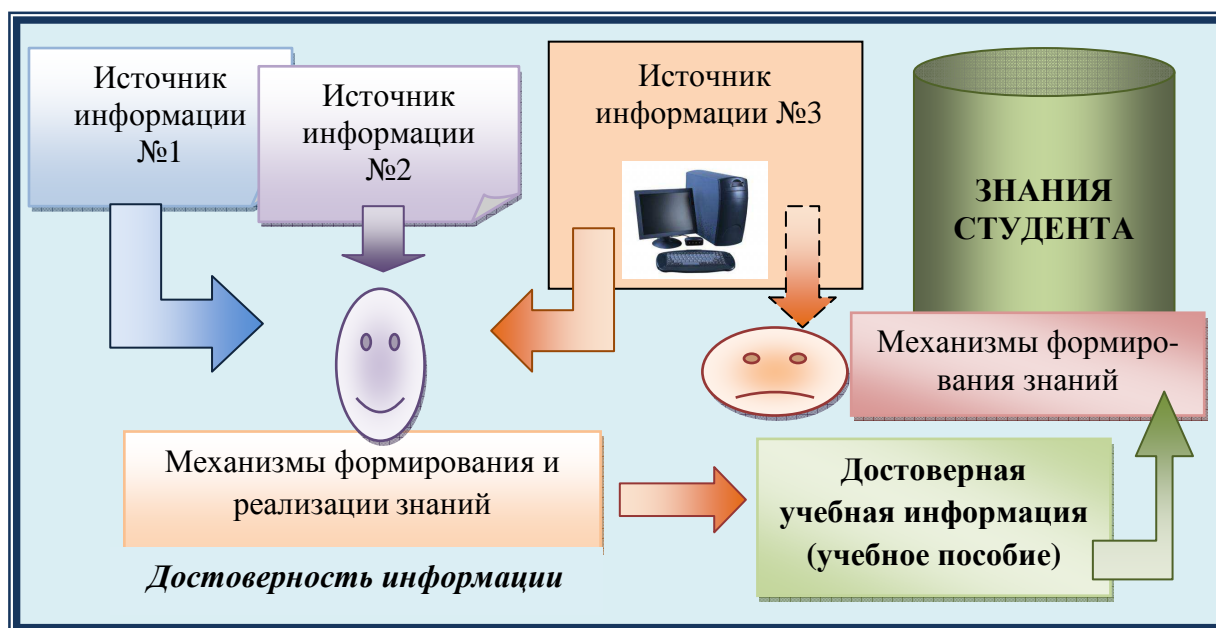 Источник
информации
№1
Источник
информации
№2
Источник
информации №3
ЗНАНИЯ
СТУДЕНТА
Механизмы формиро-
вания знаний
Механизмы формирования и
реализации знаний
Достоверная
учебная информация
(учебное пособие)
Достоверность информации